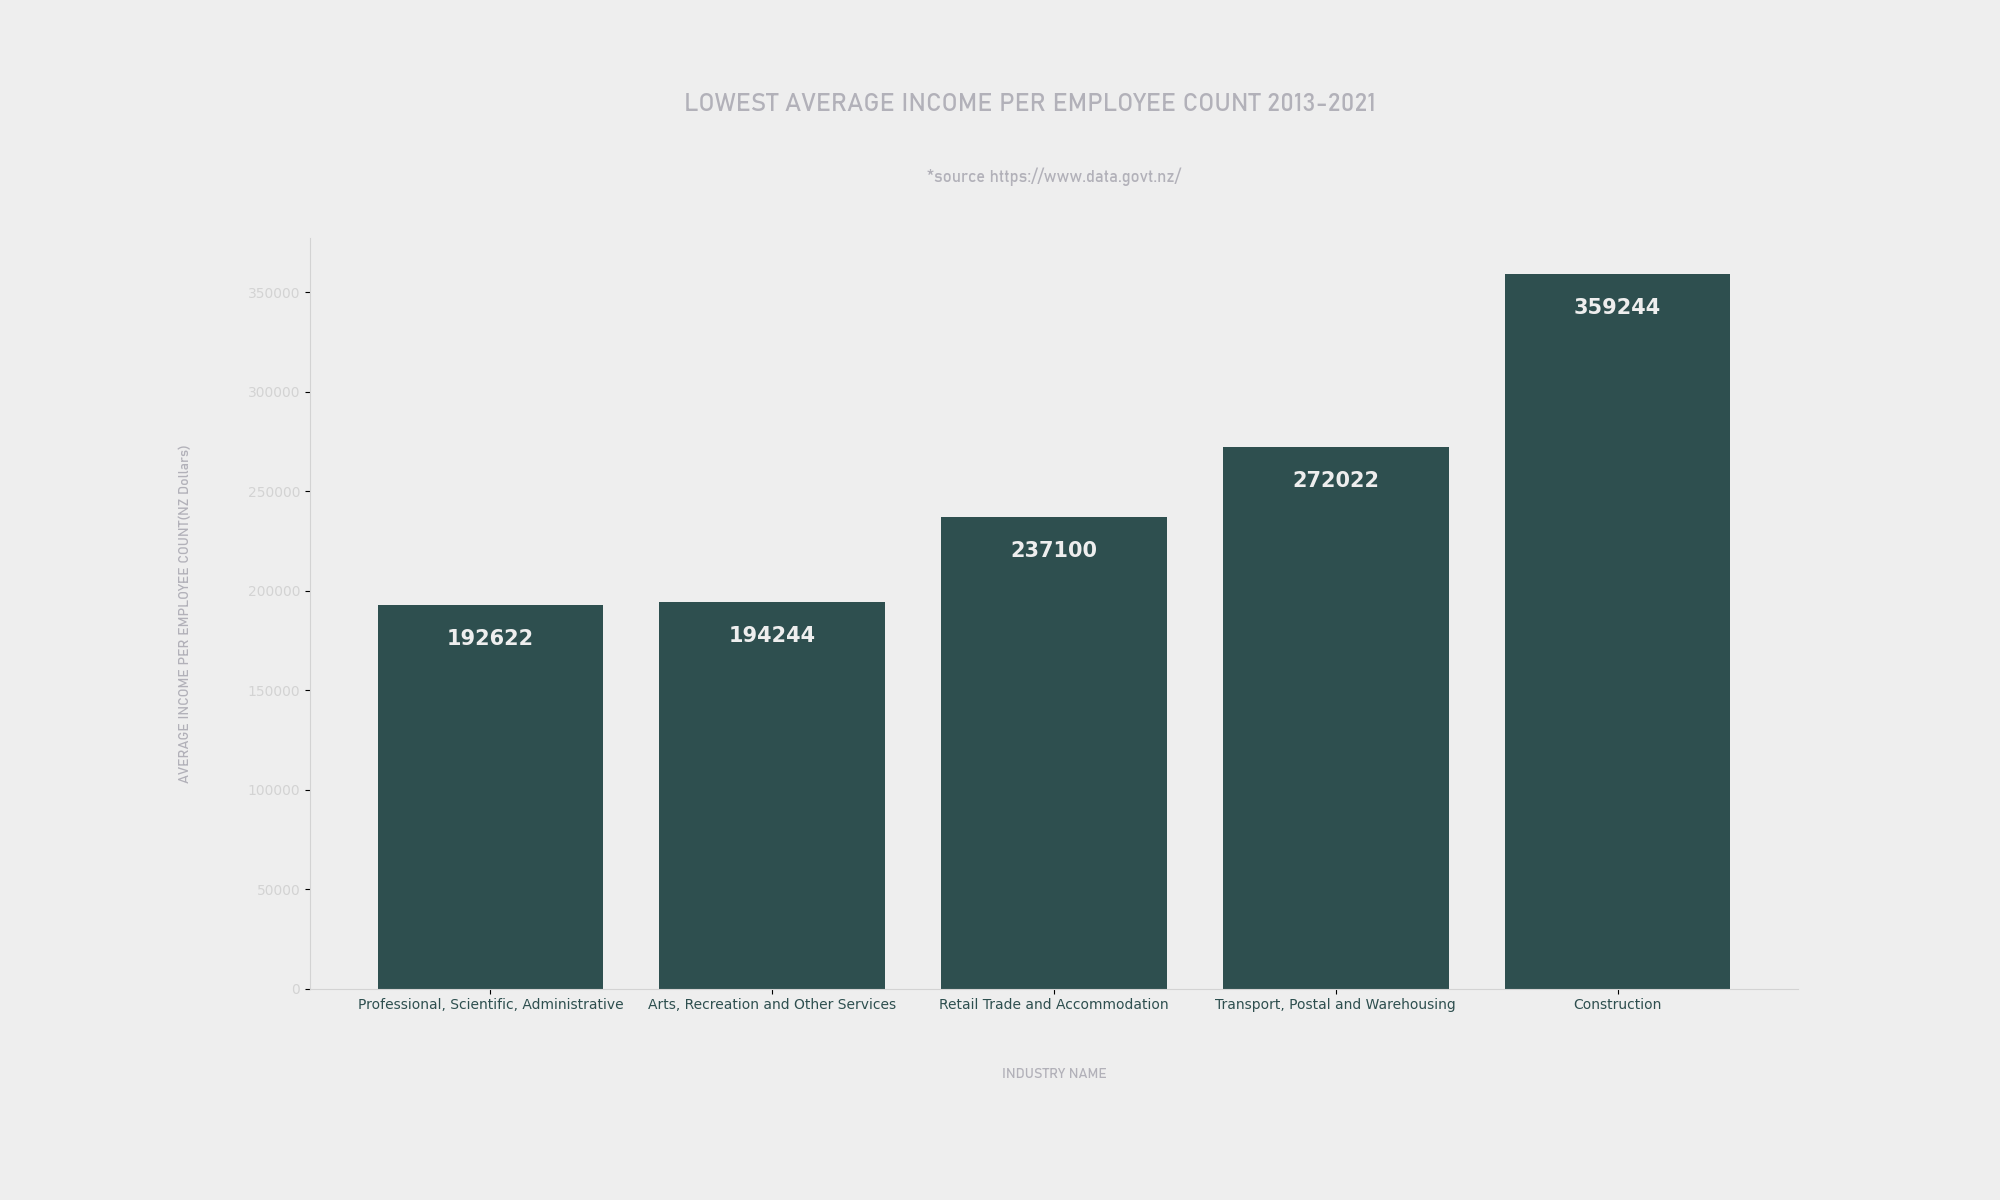 LOWEST AVERAGE INCOME PER EMPLOYEE COUNT 2013-2021
*source https://www.data.govt.nz/
AVERAGE INCOME PER EMPLOYEE COUNT(NZ Dollars)
350000
300000
250000
200000
150000
100000
50000
0
192622
194244
237100
272022
359244
Professional, Scientific, Administrative
Arts, Recreation and Other Services
Retail Trade and Accommodation
Transport, Postal and Warehousing
Construction
INDUSTRY NAME